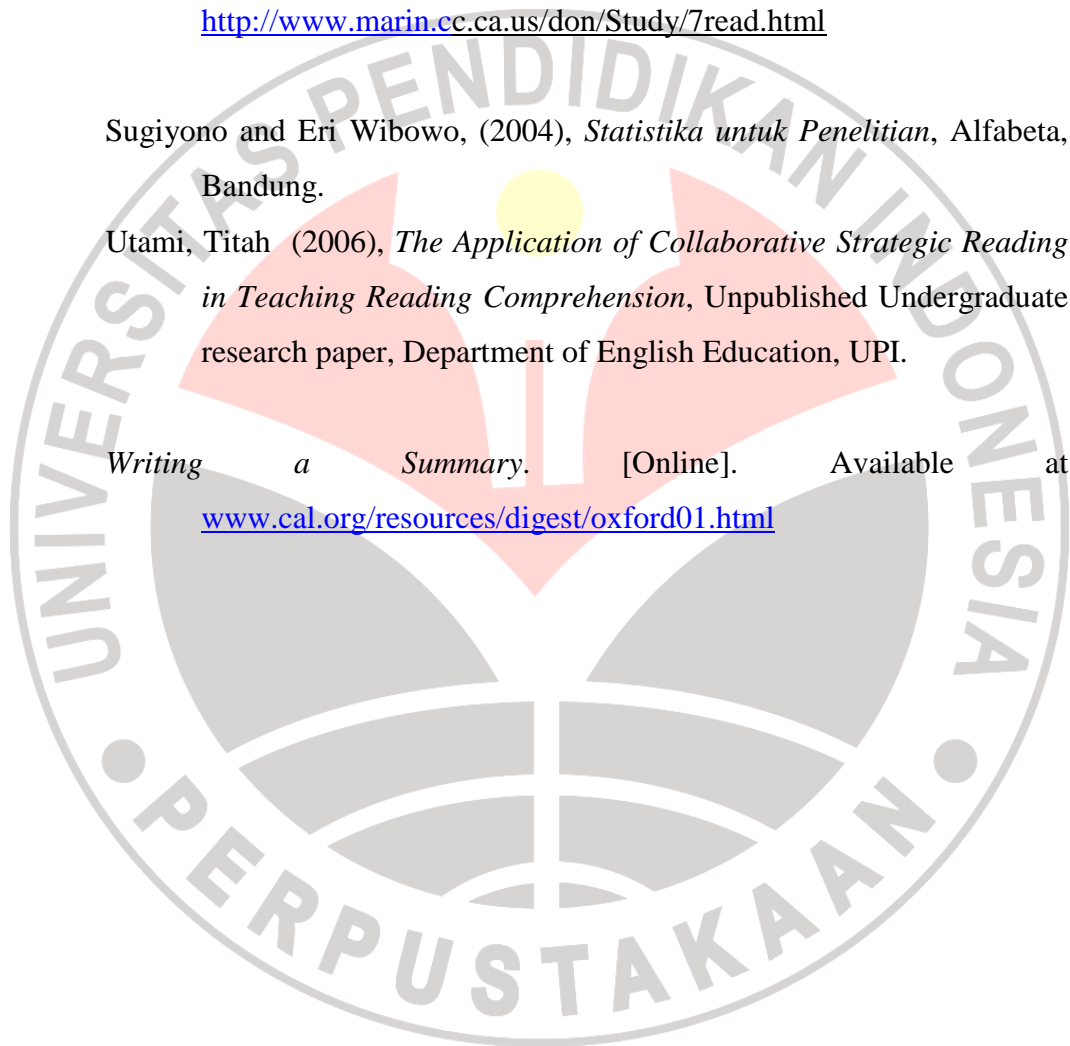 http://www.marin.cc.ca.us/don/Study/7read.html
Sugiyono and Eri Wibowo, (2004), Statistika untuk Penelitian, Alfabeta,
Bandung.
Utami, Titah (2006), The Application of Collaborative Strategic Reading
in Teaching Reading Comprehension, Unpublished Undergraduate
research paper, Department of English Education, UPI.
Writing a Summary. [Online]. Available at
www.cal.org/resources/digest/oxford01.html
UNIVERSITAS PENDIDIKAN INDONESIA
PERPUSTAKAAN